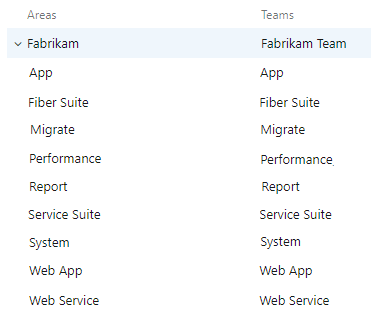 Areas Teams
Fabrikam Fabrikam Team
App App
Fiber Suite Fiber Suite
Migrate Migrate
Performance Performance
Report Report
Service Suite Service Suite
System System
Web App Web App
Web Service Web Service